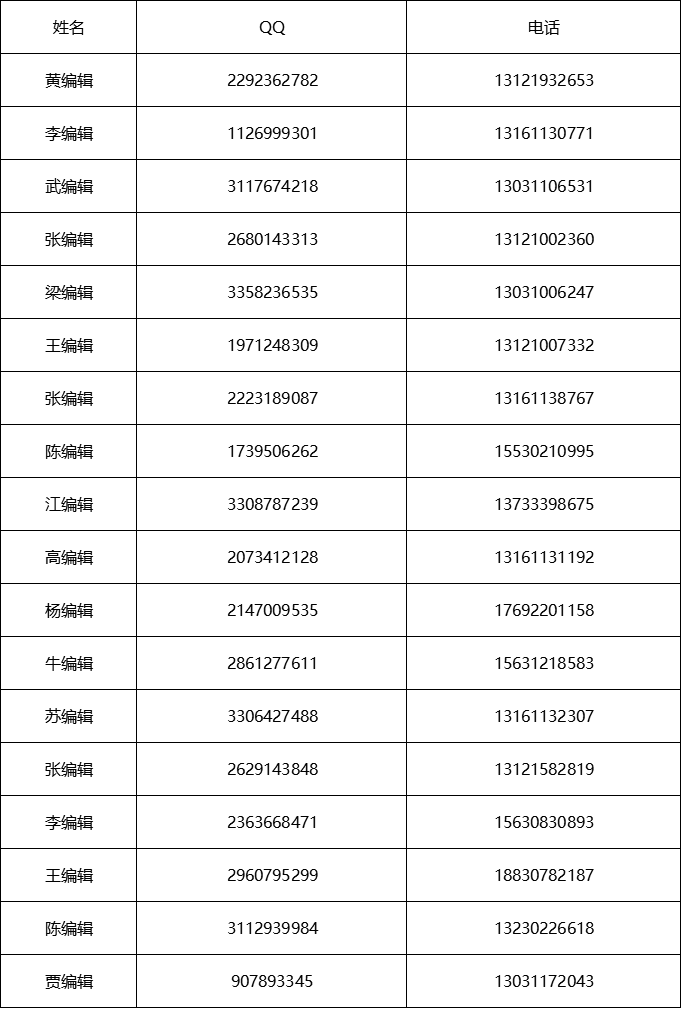 姓名 QQ 电话
黄编辑 2292362782 13121932653
李编辑 1126999301 13161130771
武编辑 3117674218 13031106531
张编辑 2680143313 13121002360
梁编辑 3358236535 13031006247
王编辑 1971248309 13121007332
张编辑 2223189087 13161138767
陈编辑 1739506262 15530210995
江编辑 3308787239 13733398675
高编辑 2073412128 13161131192
杨编辑 2147009535 17692201158
牛编辑 2861277611 15631218583
苏编辑 3306427488 13161132307
张编辑 2629143848 13121582819
李编辑 2363668471 15630830893
王编辑 2960795299 18830782187
陈编辑 3112939984 13230226618
贾编辑 907893345 13031172043